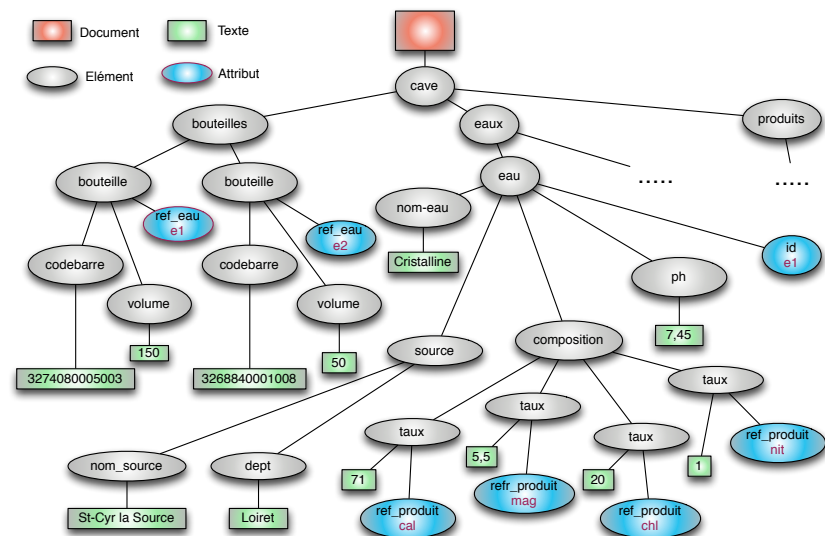 Document
Texte
Elément
Attribut
cave
bouteilles
eaux
produits
.....
.....
bouteille
bouteille
eau
ref_eau
e1
ref_eau
e2
nom-eau
id
e1
codebarre
codebarre
Cristalline
ph
volume
volume
7,45
150
50
source
composition
3274080005003
3268840001008
taux
taux
taux
taux
ref_produit
nit
nom_source
dept
71
5,5
20
1
refr_produit
mag
St-Cyr la Source
Loiret
ref_produit
cal
ref_produit
chl